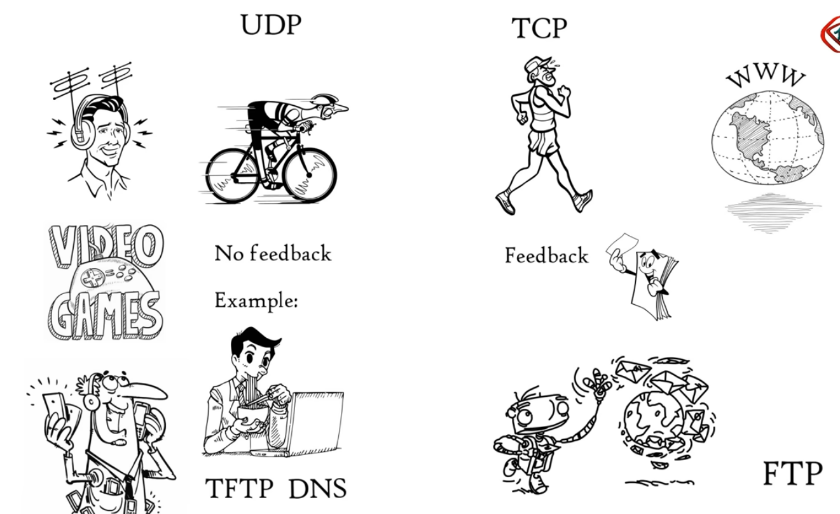 UDP
TCP
WWW
VIDEO
GAMES
No feedback
Feedback
Example:
TFTP DNS
FTP